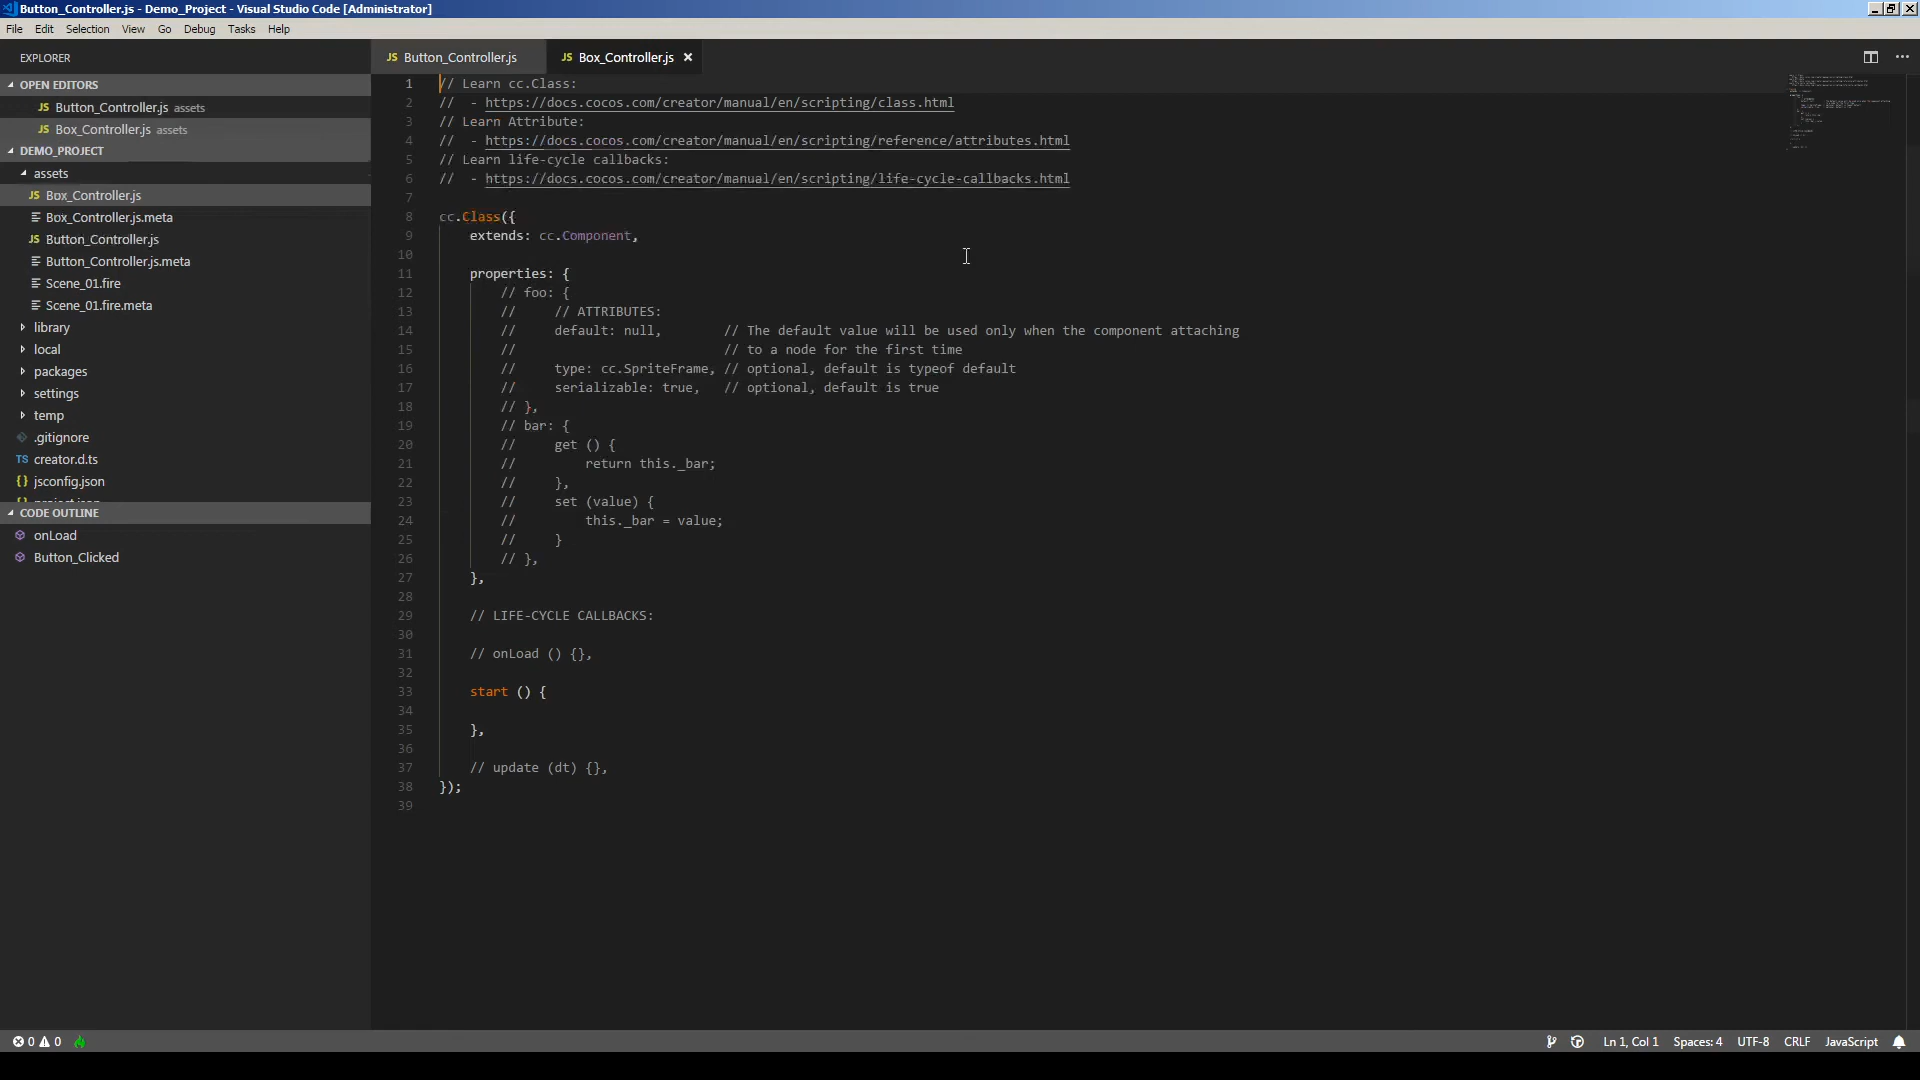 Button_Controller.js - Demo_Project - Visual Studio Code [Administrator]
File Edit Selection View Go Debug Tasks Help
EXPLORER
OPEN EDITORS
JS Button_Controller.js assets
JS Box_Controller.js assets
DEMO_PROJECT
assets
JS Box_Controller.js
Box_Controller.js.meta
JS Button_Controller.js
Button_Controller.js.meta
Scene_01.fire
Scene_01.fire.meta
library
local
packages
settings
temp
.gitignore
TS creator.d.ts
{} jsconfig.json
{} project.json
CODE OUTLINE
onLoad
Button_Clicked
JS Button_Controller.js
JS Box_Controller.js
1 // Learn cc.Class:
2 //  - https://docs.cocos.com/creator/manual/en/scripting/class.html
3 // Learn Attribute:
4 //  - https://docs.cocos.com/creator/manual/en/scripting/reference/attributes.html
5 // Learn life-cycle callbacks:
6 //  - https://docs.cocos.com/creator/manual/en/scripting/life-cycle-callbacks.html
7
8 cc.Class({
9     extends: cc.Component,
10
11     properties: {
12         // foo: {
13         //     // ATTRIBUTES:
14         //     default: null,        // The default value will be used only when the component attaching
15         //                           // to a node for the first time
16         //     type: cc.SpriteFrame, // optional, default is typeof default
17         //     serializable: true,   // optional, default is true
18         // },
19         // bar: {
20         //     get () {
21         //         return this._bar;
22         //     },
23         //     set (value) {
24         //         this._bar = value;
25         //     }
26         // },
27     },
28
29     // LIFE-CYCLE CALLBACKS:
30
31     // onLoad () {},
32
33     start () {
34
35     },
36
37     // update (dt) {},
38 });
39
0 0 Ln 1, Col 1 Spaces: 4 UTF-8 CRLF JavaScript